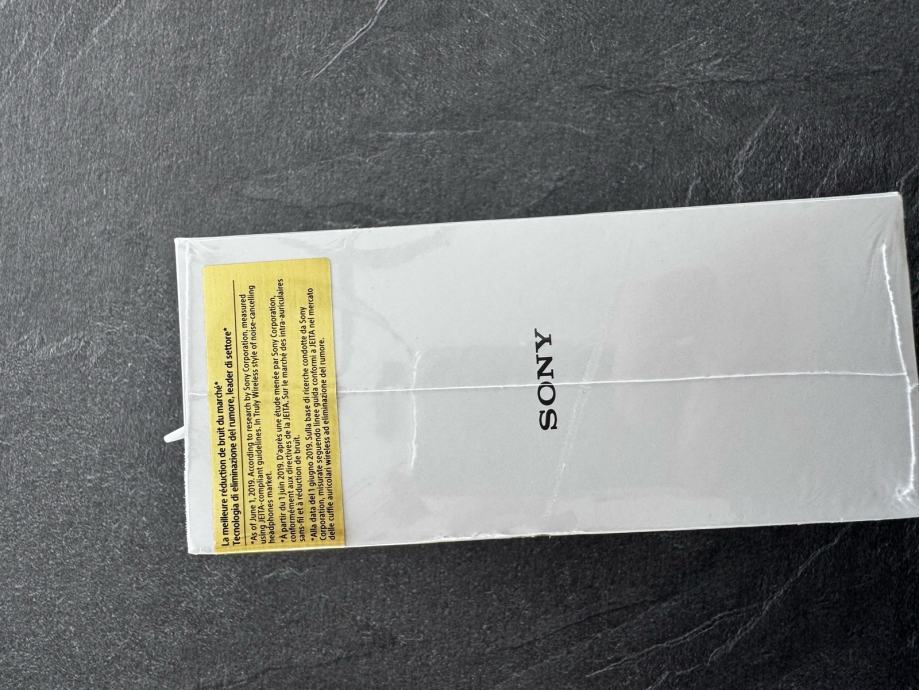 La meilleure réduction de bruit du marché*
Tecnologia di eliminazione del rumore, leader di settore*
*As of June 1, 2019. According to research by Sony Corporation, measured
using JEITA-compliant guidelines. In Truly Wireless style of noise-cancelling
headphones market.
*À partir du 1 juin 2019. D'après une étude menée par Sony Corporation,
conformément aux directives de la JEITA. Sur le marché des intra-auriculaires
sans-fil et à réduction de bruit.
*Alla data del 1 giugno 2019. Sulla base di ricerche condotte da Sony
Corporation, misurate seguendo linee guida conformi a JEITA nel mercato
delle cuffie auricolari wireless ad eliminazione del rumore.
SONY